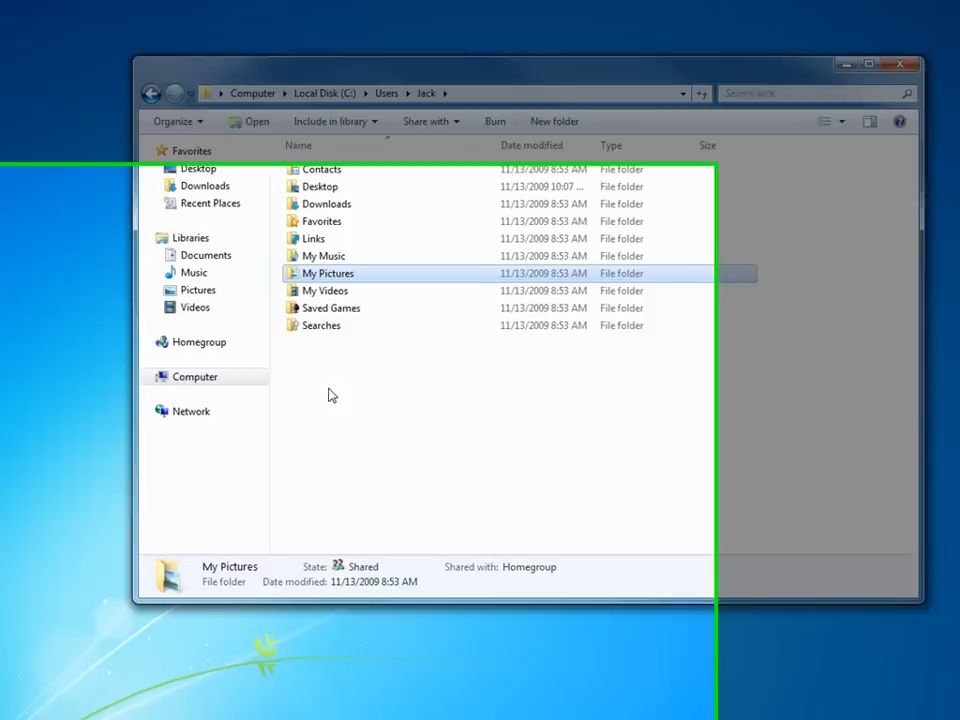 Computer Local Disk (C:) Users Jack Search Jack
Organize Open Include in library Share with Burn New folder
Favorites Name Date modified Type Size
Desktop Contacts 11/13/2009 8:53 AM File folder
Downloads Desktop 11/13/2009 10:07 ... File folder
Recent Places Downloads 11/13/2009 8:53 AM File folder
Favorites 11/13/2009 8:53 AM File folder
Libraries Links 11/13/2009 8:53 AM File folder
Documents My Music 11/13/2009 8:53 AM File folder
Music My Pictures 11/13/2009 8:53 AM File folder
Pictures My Videos 11/13/2009 8:53 AM File folder
Videos Saved Games 11/13/2009 8:53 AM File folder
Searches 11/13/2009 8:53 AM File folder
Homegroup
Computer
Network
My Pictures State: Shared Shared with: Homegroup
File folder Date modified: 11/13/2009 8:53 AM